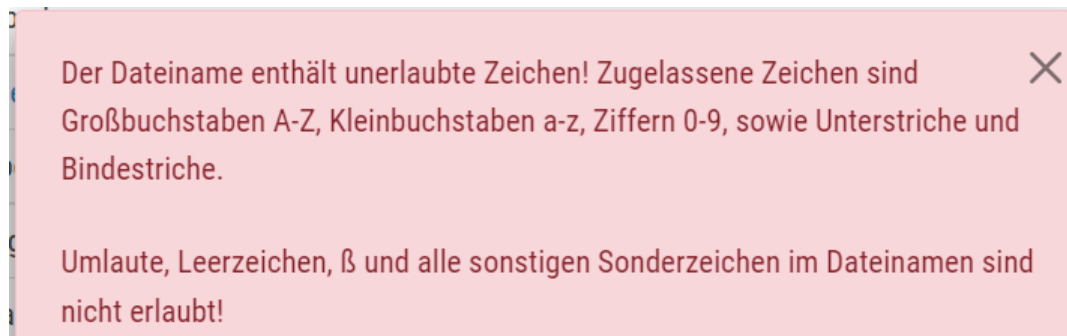 Der Dateiname enthält unerlaubte Zeichen! Zugelassene Zeichen sind
Großbuchstaben A-Z, Kleinbuchstaben a-z, Ziffern 0-9, sowie Unterstriche und
Bindestriche.
Umlaute, Leerzeichen, ß und alle sonstigen Sonderzeichen im Dateinamen sind
nicht erlaubt!